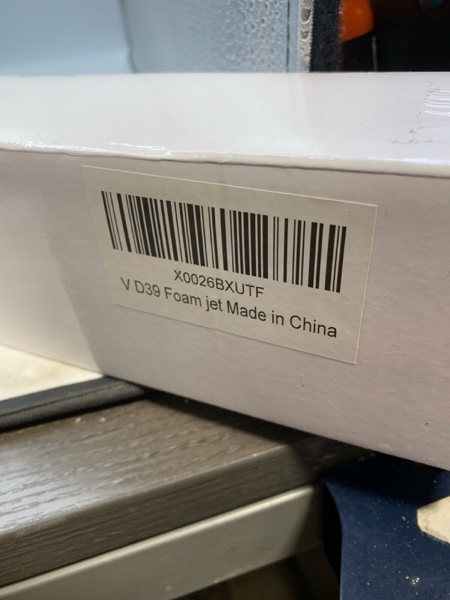 X0026BXUTF
V D39 Foam jet Made in China